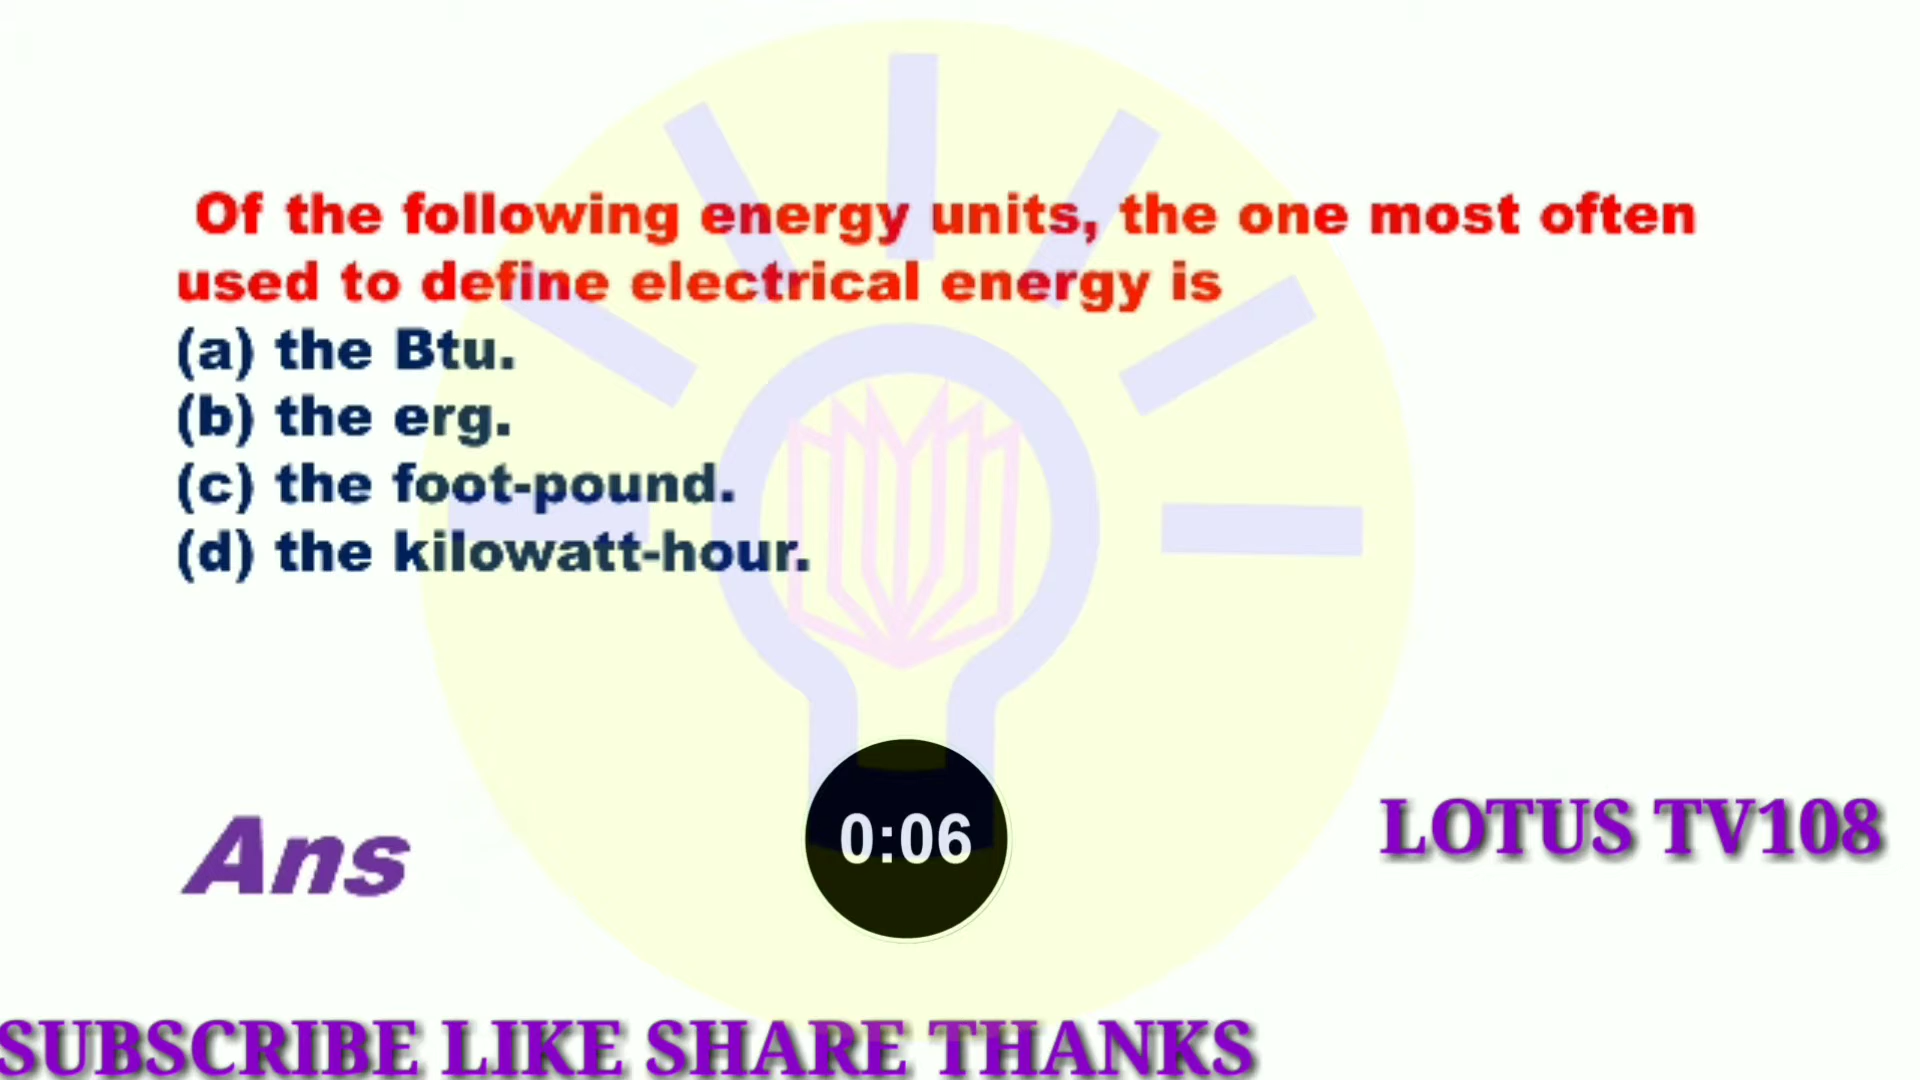 Of the following energy units, the one most often
used to define electrical energy is
(a) the Btu.
(b) the erg.
(c) the foot-pound.
(d) the kilowatt-hour.
Ans
0:06
LOTUS TV108
SUBSCRIBE LIKE SHARE THANKS